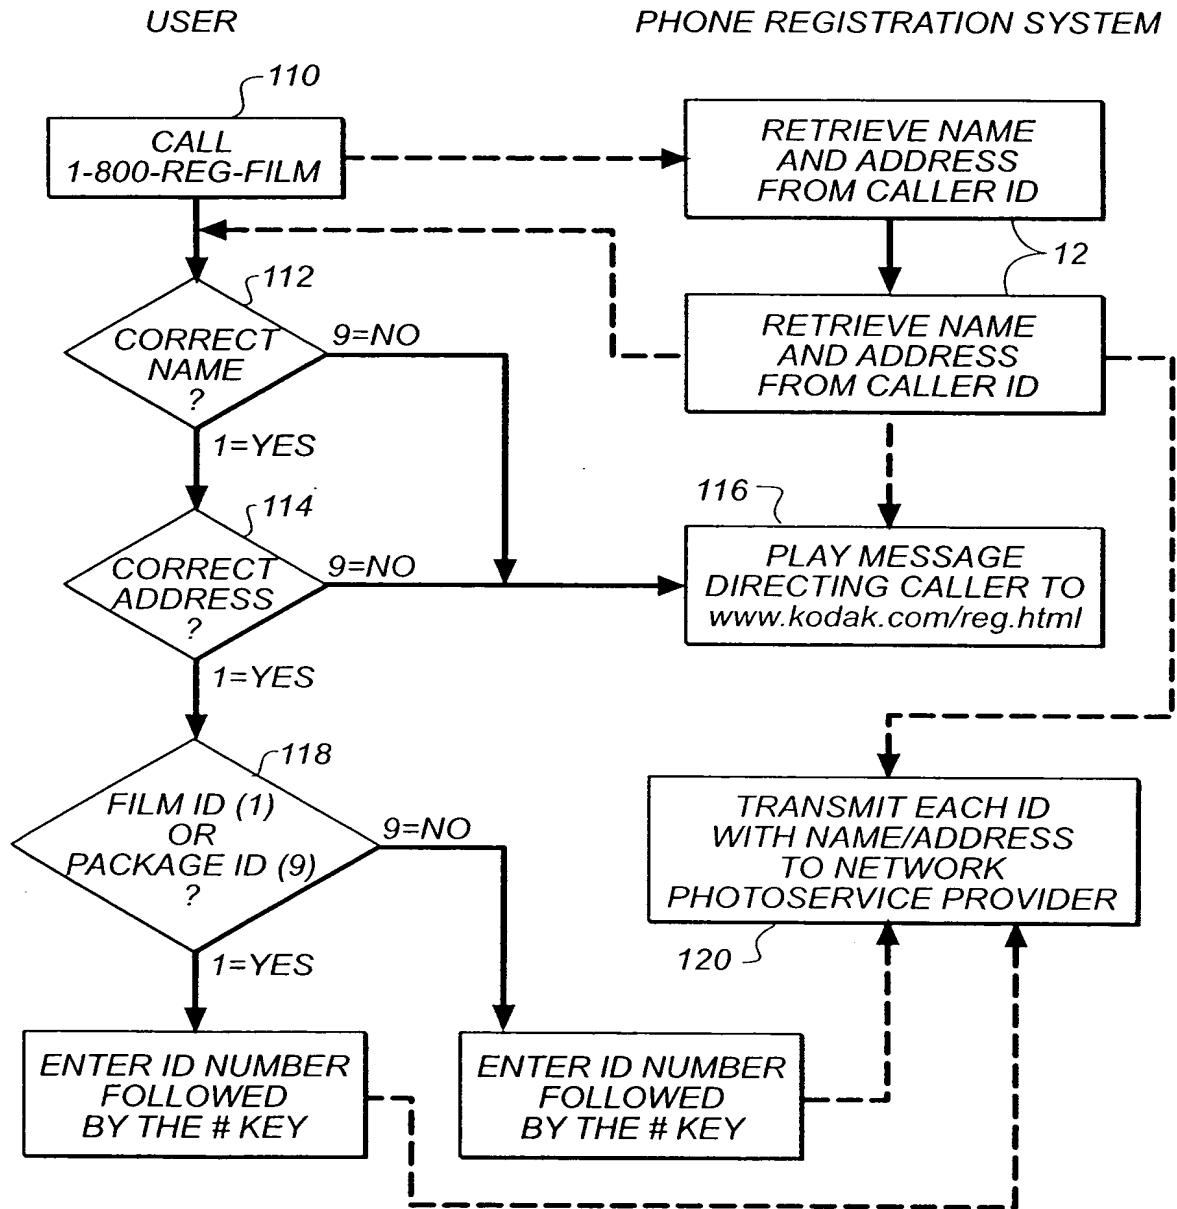 USER
PHONE REGISTRATION SYSTEM
110
CALL
1-800-REG-FILM
RETRIEVE NAME
AND ADDRESS
FROM CALLER ID
12
112
CORRECT
NAME
?
9=NO
1=YES
RETRIEVE NAME
AND ADDRESS
FROM CALLER ID
114
CORRECT
ADDRESS
?
9=NO
1=YES
116
PLAY MESSAGE
DIRECTING CALLER TO
www.kodak.com/reg.html
118
FILM ID (1)
OR
PACKAGE ID (9)
?
9=NO
1=YES
TRANSMIT EACH ID
WITH NAME/ADDRESS
TO NETWORK
PHOTOSERVICE PROVIDER
120
ENTER ID NUMBER
FOLLOWED
BY THE # KEY
ENTER ID NUMBER
FOLLOWED
BY THE # KEY